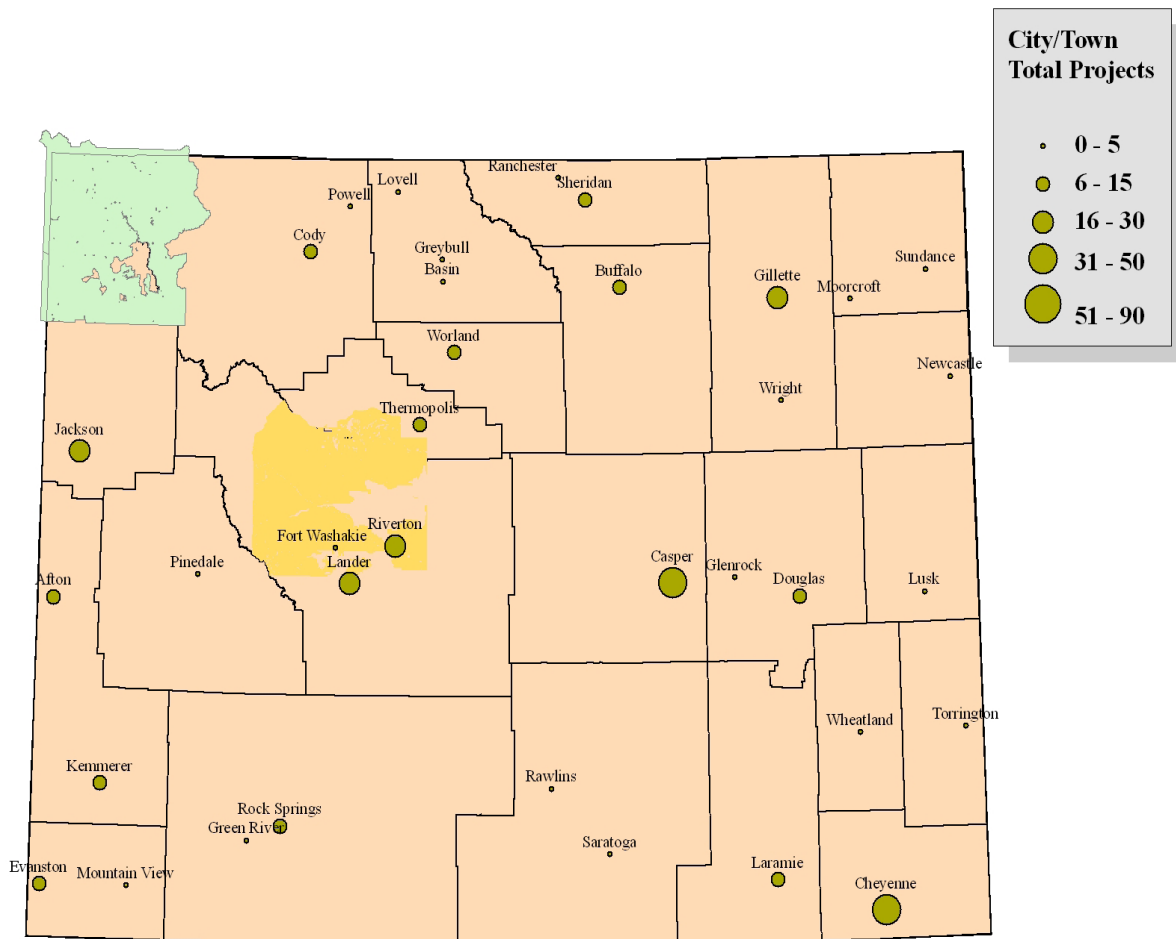 City/Town
Total Projects
0 - 5
6 - 15
16 - 30
31 - 50
51 - 90
Ranchester
Sheridan
Lovell
Powell
Cody
Greybull
Basin
Buffalo
Gillette
Sundance
Moorcroft
Worland
Newcastle
Wright
Thermopolis
Jackson
Riverton
Fort Washakie
Lander
Pinedale
Afton
Casper
Glenrock
Douglas
Lusk
Wheatland
Torrington
Kemmerer
Rawlins
Rock Springs
Green River
Saratoga
Evanston
Mountain View
Laramie
Cheyenne